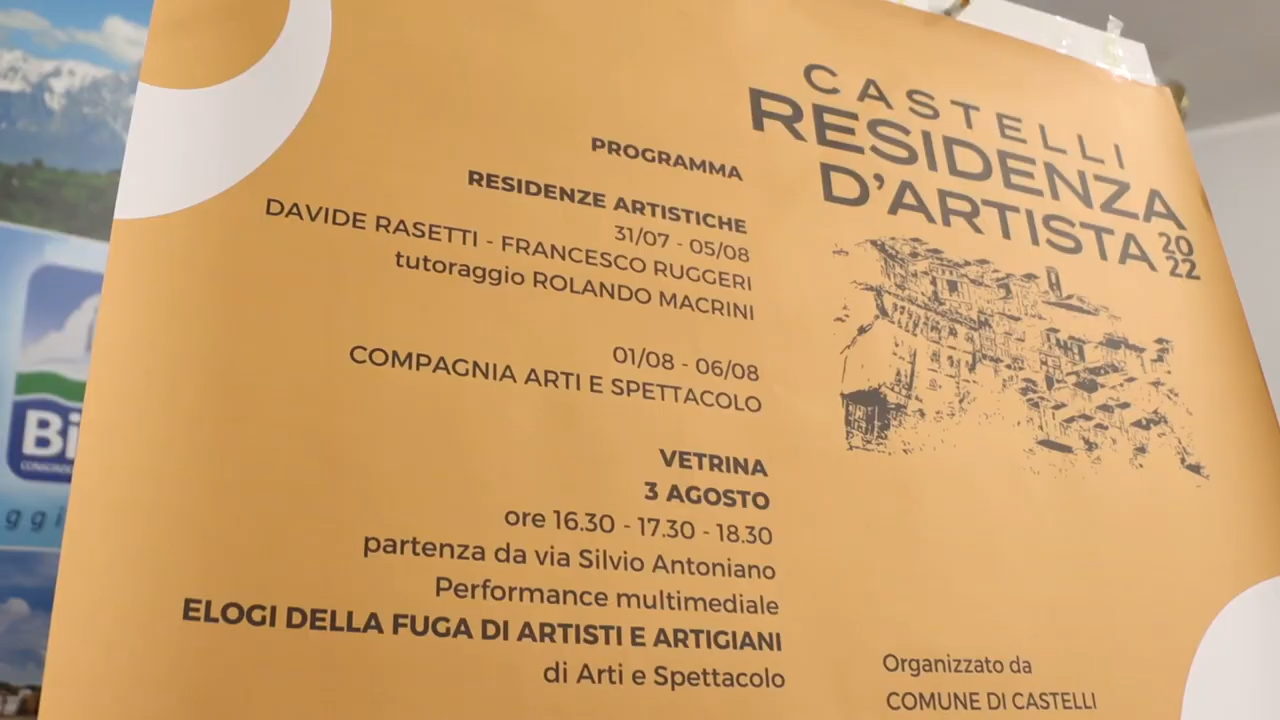 CASTELLI
RESIDENZA
D'ARTISTA
20
22
PROGRAMMA
RESIDENZE ARTISTICHE
31/07 - 05/08
DAVIDE RASETTI - FRANCESCO RUGGERI
tutoraggio ROLANDO MACRINI
01/08 - 06/08
COMPAGNIA ARTI E SPETTACOLO
VETRINA
3 AGOSTO
ore 16.30 - 17.30 - 18.30
partenza da via Silvio Antoniano
Performance multimediale
ELOGI DELLA FUGA DI ARTISTI E ARTIGIANI
di Arti e Spettacolo
Organizzato da
COMUNE DI CASTELLI